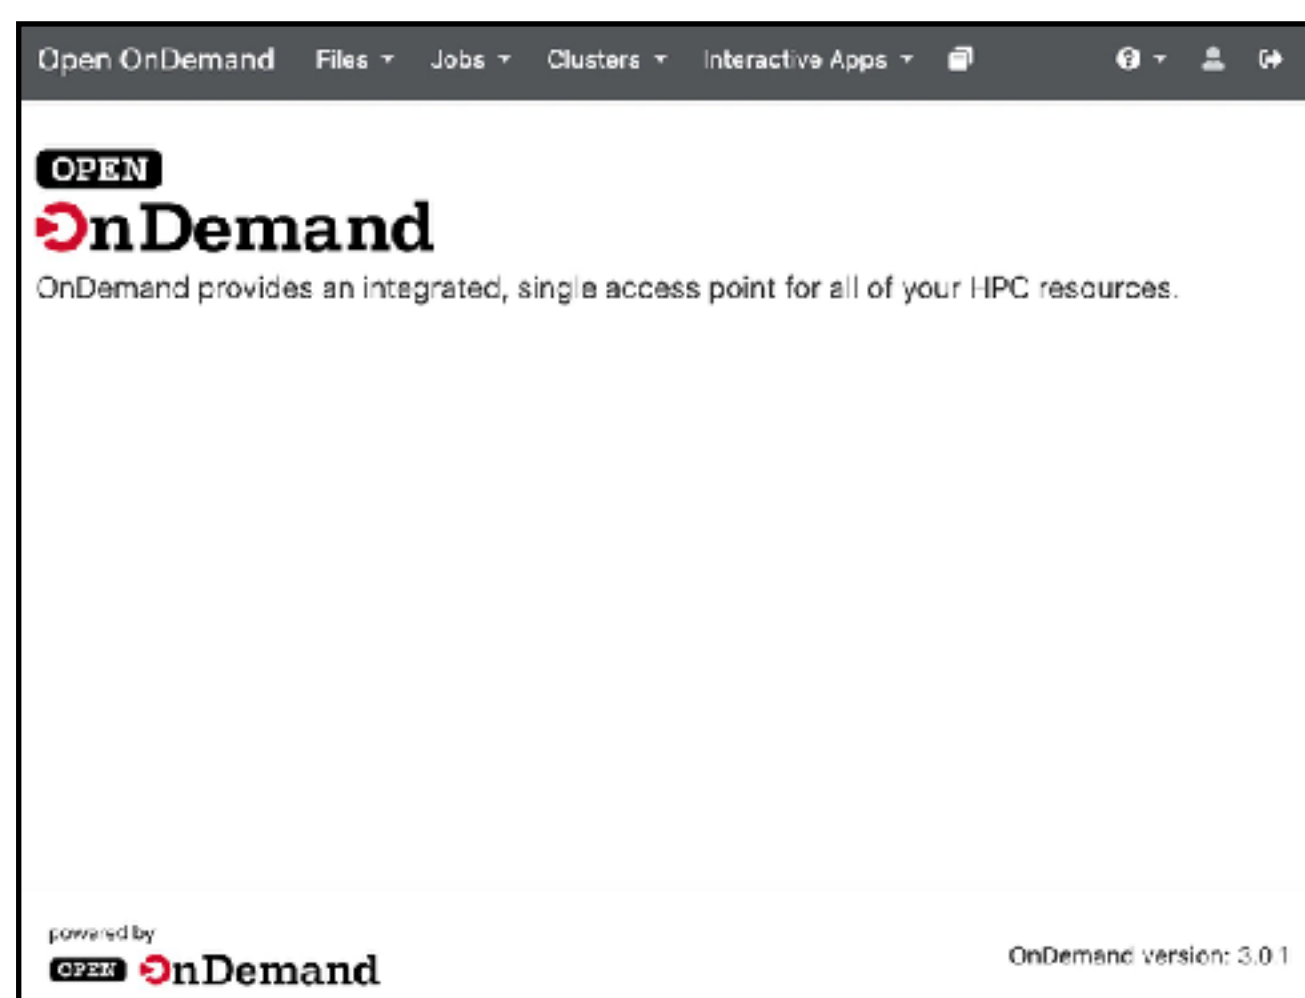 Open OnDemand Files Jobs Clusters Interactive Apps
OPEN
OnDemand
OnDemand provides an integrated, single access point for all of your HPC resources.
powered by
OPEN OnDemand
OnDemand version: 3.0.1